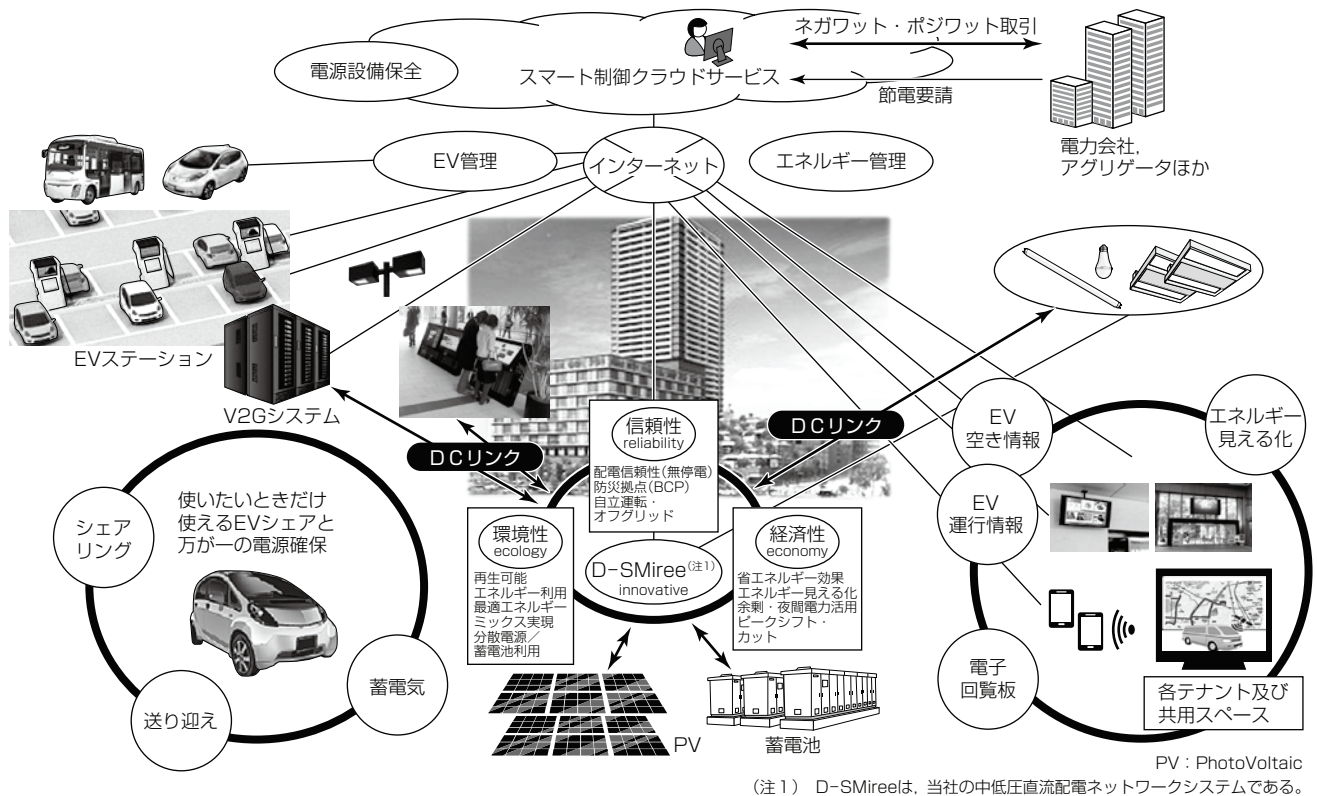 ネガワット・ポジワット取引
電源設備保全
スマート制御クラウドサービス
節電要請
電力会社,
アグリゲータほか
EV管理
インターネット
エネルギー管理
EVステーション
V2Gシステム
DCリンク
DCリンク
信頼性
reliability
配電信頼性(無停電)
防災拠点(BCP)
自立運転・
オフグリッド
環境性
ecology
再生可能
エネルギー利用
最適エネルギー
ミックス実現
分散電源/
蓄電池利用
D-SMiree(注1)
innovative
経済性
economy
省エネルギー効果
エネルギー見える化
余剰・夜間電力活用
ピークシフト・
カット
PV
蓄電池
シェア
リング
使いたいときだけ
使えるEVシェアと
万が一の電源確保
送り迎え
蓄電気
EV
空き情報
エネルギー
見える化
EV
運行情報
電子
回覧板
各テナント及び
共用スペース
PV:PhotoVoltaic
(注1) D-SMireeは,当社の中低圧直流配電ネットワークシステムである。